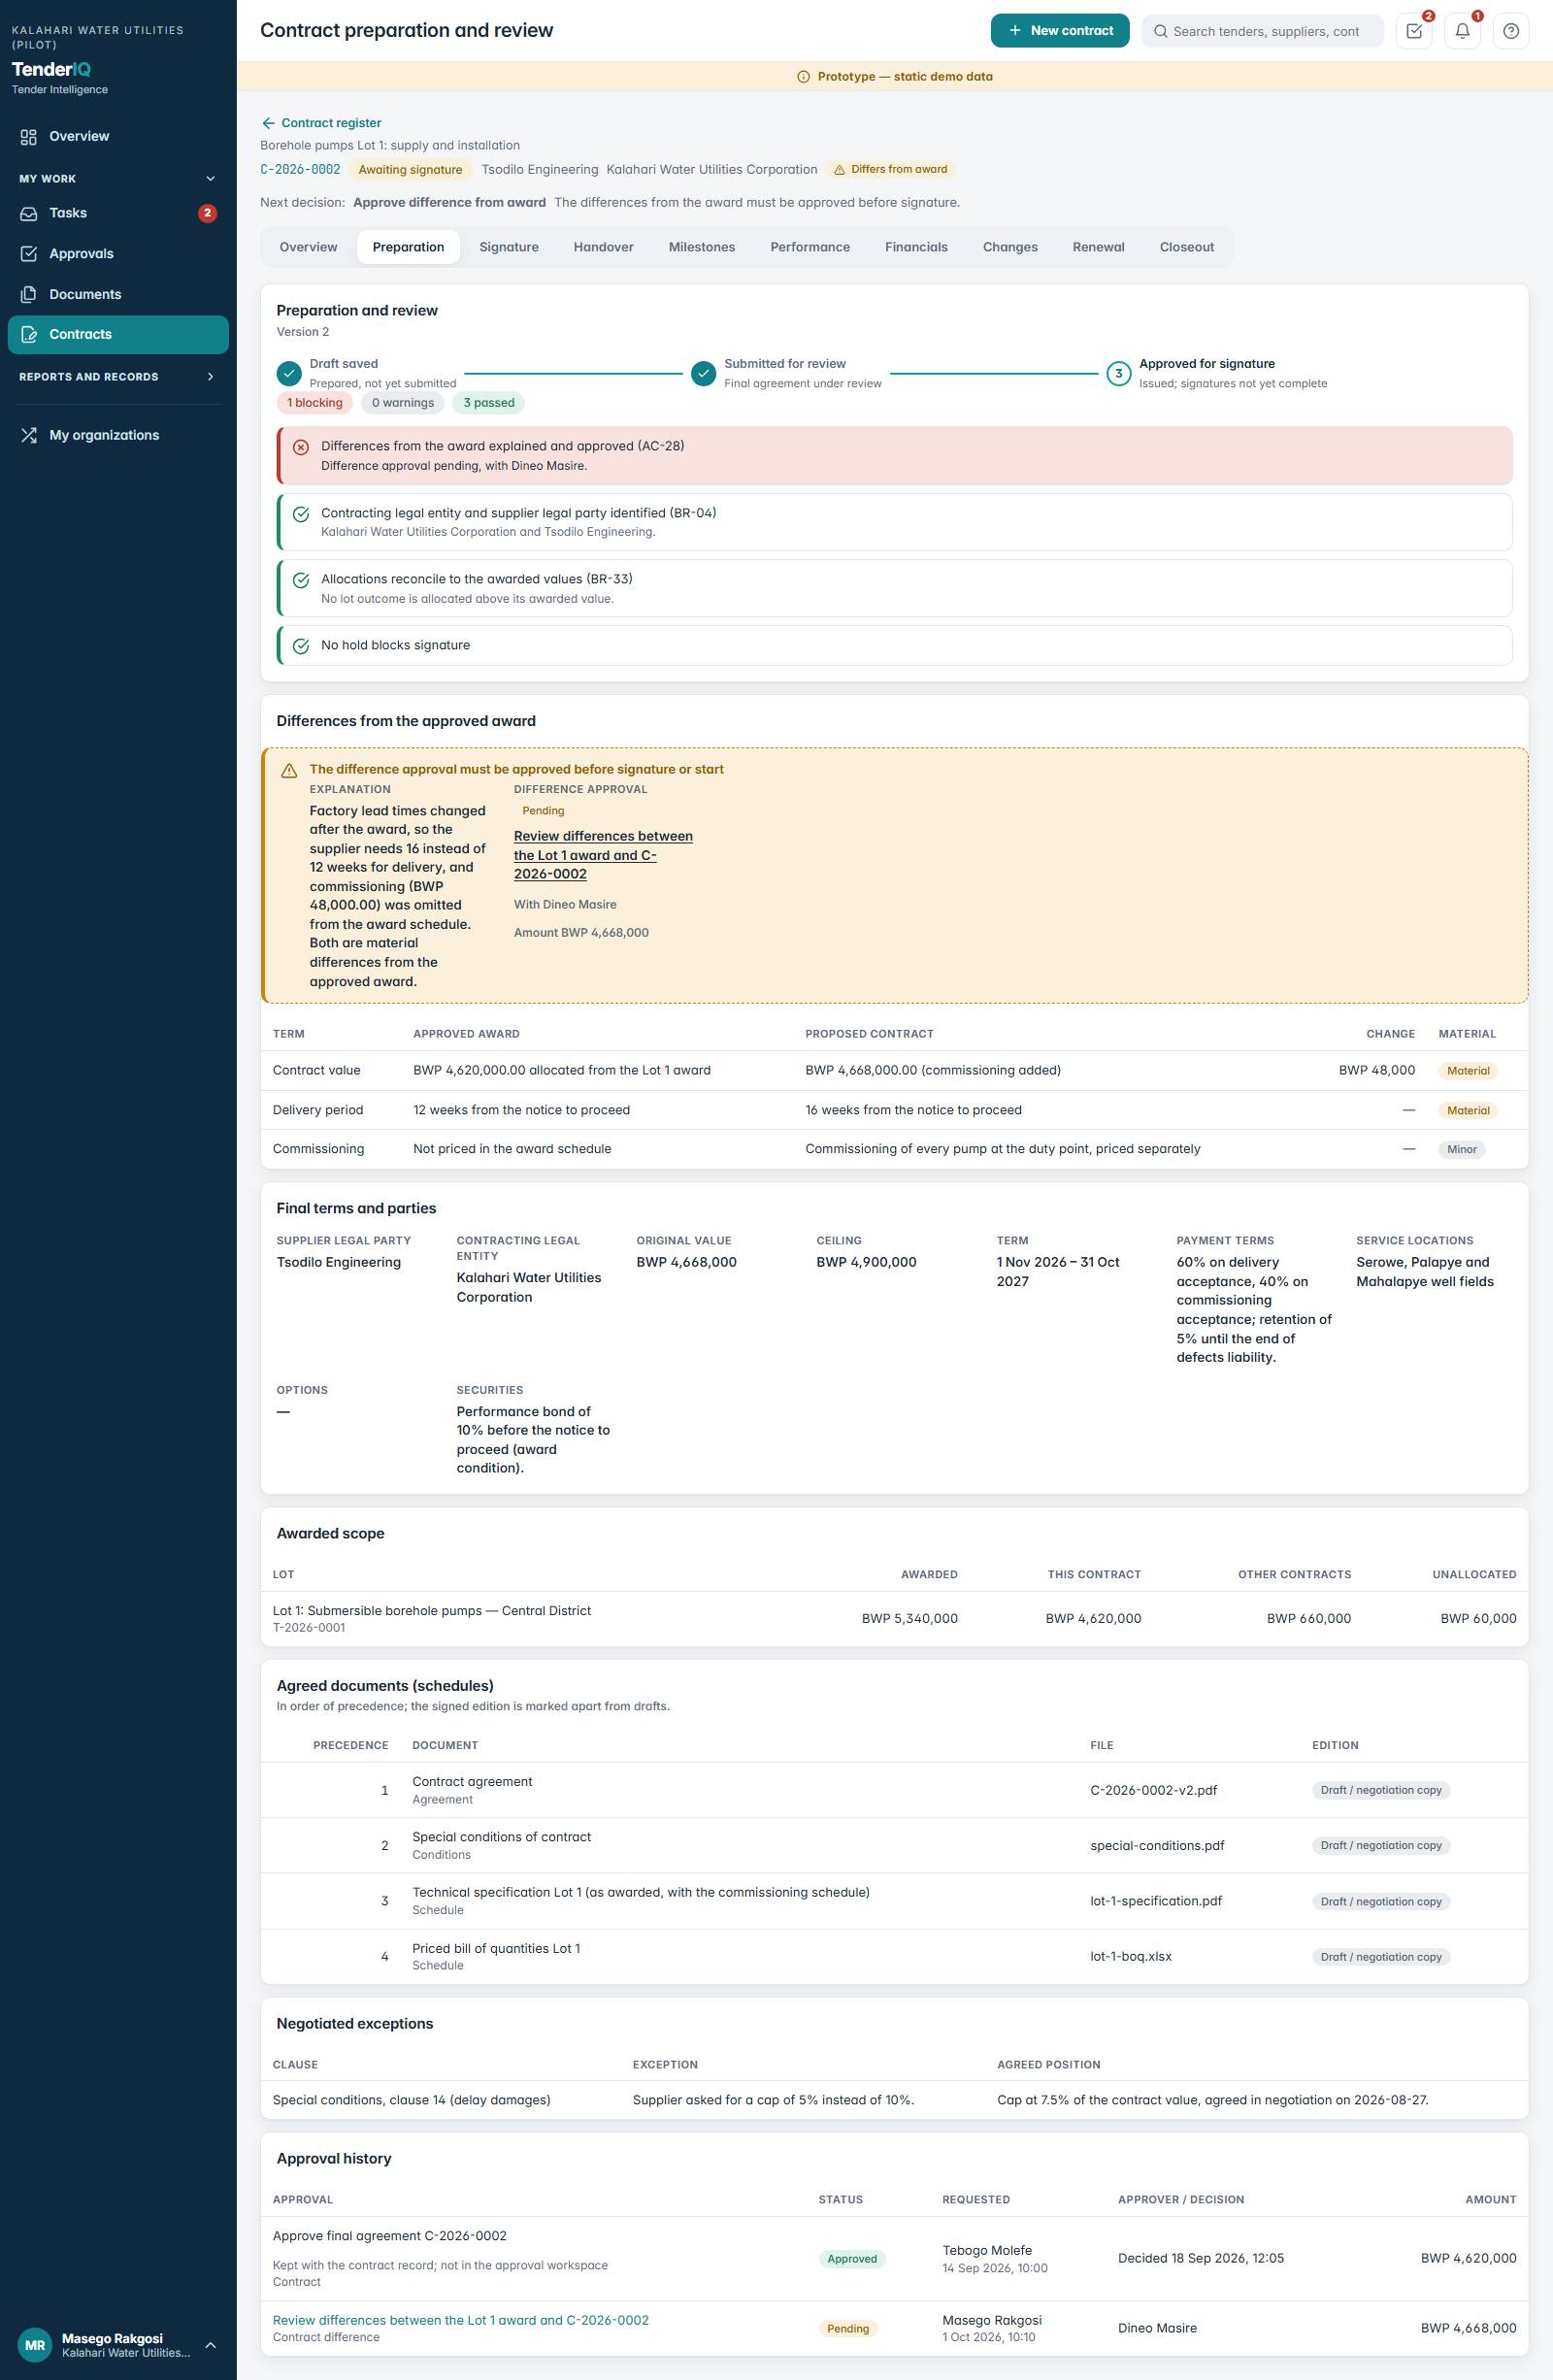 KALAHARI WATER UTILITIES
(PILOT)
TenderIQ
Tender Intelligence
Overview
MY WORK
Tasks
2
Approvals
Documents
Contracts
REPORTS AND RECORDS
My organizations
MR
Masego Rakgosi
Kalahari Water Utilities...
Contract preparation and review
New contract
Search tenders, suppliers, cont
2
1
Prototype — static demo data
Contract register
Borehole pumps Lot 1: supply and installation
C-2026-0002 Awaiting signature Tsodilo Engineering Kalahari Water Utilities Corporation Differs from award
Next decision: Approve difference from award The differences from the award must be approved before signature.
Overview Preparation Signature Handover Milestones Performance Financials Changes Renewal Closeout
Preparation and review
Version 2
Draft saved
Prepared, not yet submitted
Submitted for review
Final agreement under review
3
Approved for signature
Issued; signatures not yet complete
1 blocking 0 warnings 3 passed
Differences from the award explained and approved (AC-28)
Difference approval pending, with Dineo Masire.
Contracting legal entity and supplier legal party identified (BR-04)
Kalahari Water Utilities Corporation and Tsodilo Engineering.
Allocations reconcile to the awarded values (BR-33)
No lot outcome is allocated above its awarded value.
No hold blocks signature
Differences from the approved award
The difference approval must be approved before signature or start
EXPLANATION
Factory lead times changed
after the award, so the
supplier needs 16 instead of
12 weeks for delivery, and
commissioning (BWP
48,000.00) was omitted
from the award schedule.
Both are material
differences from the
approved award.
DIFFERENCE APPROVAL
Pending
Review differences between
the Lot 1 award and C-
2026-0002
With Dineo Masire
Amount BWP 4,668,000
TERM APPROVED AWARD PROPOSED CONTRACT CHANGE MATERIAL
Contract value BWP 4,620,000.00 allocated from the Lot 1 award BWP 4,668,000.00 (commissioning added) BWP 48,000 Material
Delivery period 12 weeks from the notice to proceed 16 weeks from the notice to proceed — Material
Commissioning Not priced in the award schedule Commissioning of every pump at the duty point, priced separately — Minor
Final terms and parties
SUPPLIER LEGAL PARTY
Tsodilo Engineering
CONTRACTING LEGAL
ENTITY
Kalahari Water Utilities
Corporation
ORIGINAL VALUE
BWP 4,668,000
CEILING
BWP 4,900,000
TERM
1 Nov 2026 – 31 Oct
2027
PAYMENT TERMS
60% on delivery
acceptance, 40% on
commissioning
acceptance; retention of
5% until the end of
defects liability.
SERVICE LOCATIONS
Serowe, Palapye and
Mahalapye well fields
OPTIONS
—
SECURITIES
Performance bond of
10% before the notice to
proceed (award
condition).
Awarded scope
LOT AWARDED THIS CONTRACT OTHER CONTRACTS UNALLOCATED
Lot 1: Submersible borehole pumps — Central District
T-2026-0001
BWP 5,340,000 BWP 4,620,000 BWP 660,000 BWP 60,000
Agreed documents (schedules)
In order of precedence; the signed edition is marked apart from drafts.
PRECEDENCE DOCUMENT FILE EDITION
1 Contract agreement
Agreement
C-2026-0002-v2.pdf Draft / negotiation copy
2 Special conditions of contract
Conditions
special-conditions.pdf Draft / negotiation copy
3 Technical specification Lot 1 (as awarded, with the commissioning schedule)
Schedule
lot-1-specification.pdf Draft / negotiation copy
4 Priced bill of quantities Lot 1
Schedule
lot-1-boq.xlsx Draft / negotiation copy
Negotiated exceptions
CLAUSE EXCEPTION AGREED POSITION
Special conditions, clause 14 (delay damages) Supplier asked for a cap of 5% instead of 10%. Cap at 7.5% of the contract value, agreed in negotiation on 2026-08-27.
Approval history
APPROVAL STATUS REQUESTED APPROVER / DECISION AMOUNT
Approve final agreement C-2026-0002
Kept with the contract record; not in the approval workspace
Contract
Approved
Tebogo Molefe
14 Sep 2026, 10:00
Decided 18 Sep 2026, 12:05
BWP 4,620,000
Review differences between the Lot 1 award and C-2026-0002
Contract difference
Pending
Masego Rakgosi
1 Oct 2026, 10:10
Dineo Masire
BWP 4,668,000